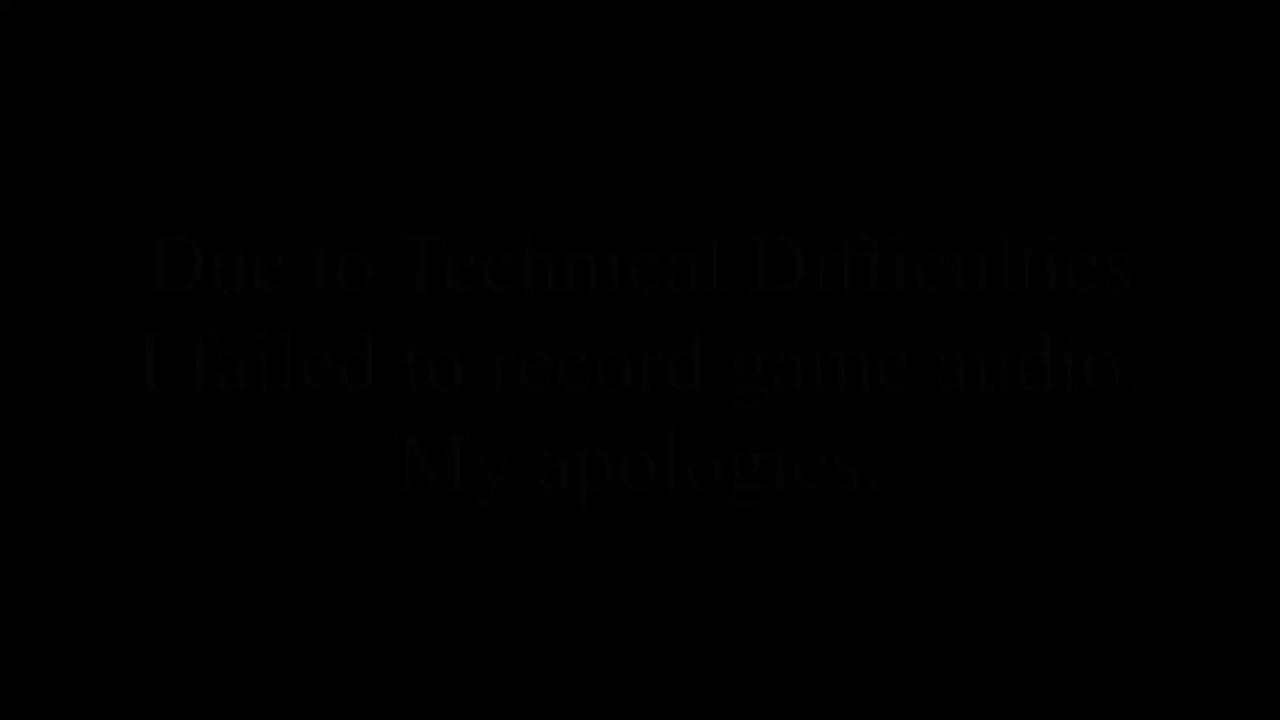 Due to Technical Difficulties
I failed to record game audio.
My apologies.